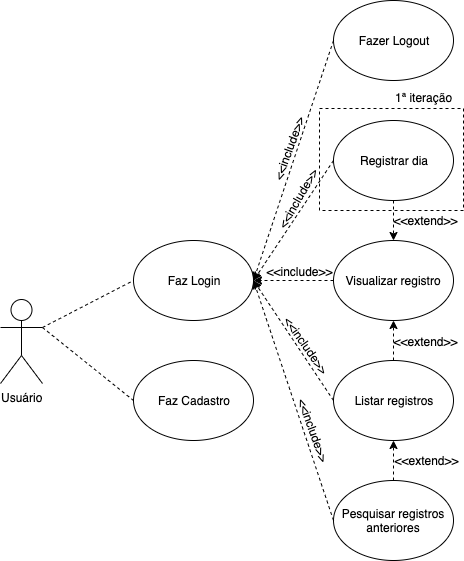 Fazer Logout
1ª iteração
<<include>>
Registrar dia
<<include>>
<<extend>>
Faz Login
<<include>>
Visualizar registro
Usuário
<<include>>
<<extend>>
Faz Cadastro
Listar registros
<<include>>
<<extend>>
Pesquisar registros
anteriores